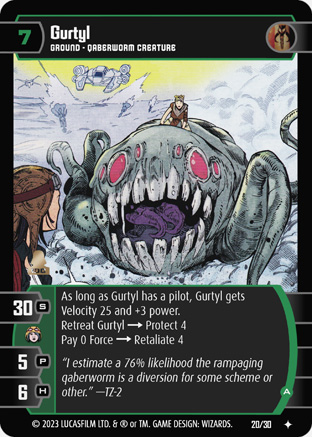 7
Gurtyl
GROUND · QABERWORM CREATURE
30 S
5 P
6 H
As long as Gurtyl has a pilot, Gurtyl gets
Velocity 25 and +3 power.
Retreat Gurtyl → Protect 4
Pay 0 Force → Retaliate 4
“I estimate a 76% likelihood the rampaging
qaberworm is a diversion for some scheme or
other.” —TZ-2
A
© 2023 LUCASFILM LTD. & ® or TM. GAME DESIGN: WIZARDS.
20/30